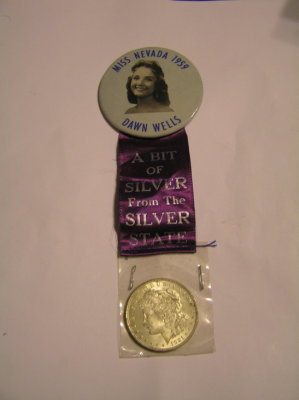 MISS NEVADA 1959
DAWN WELLS
A BIT
OF
SILVER
From The
SILVER
STATE